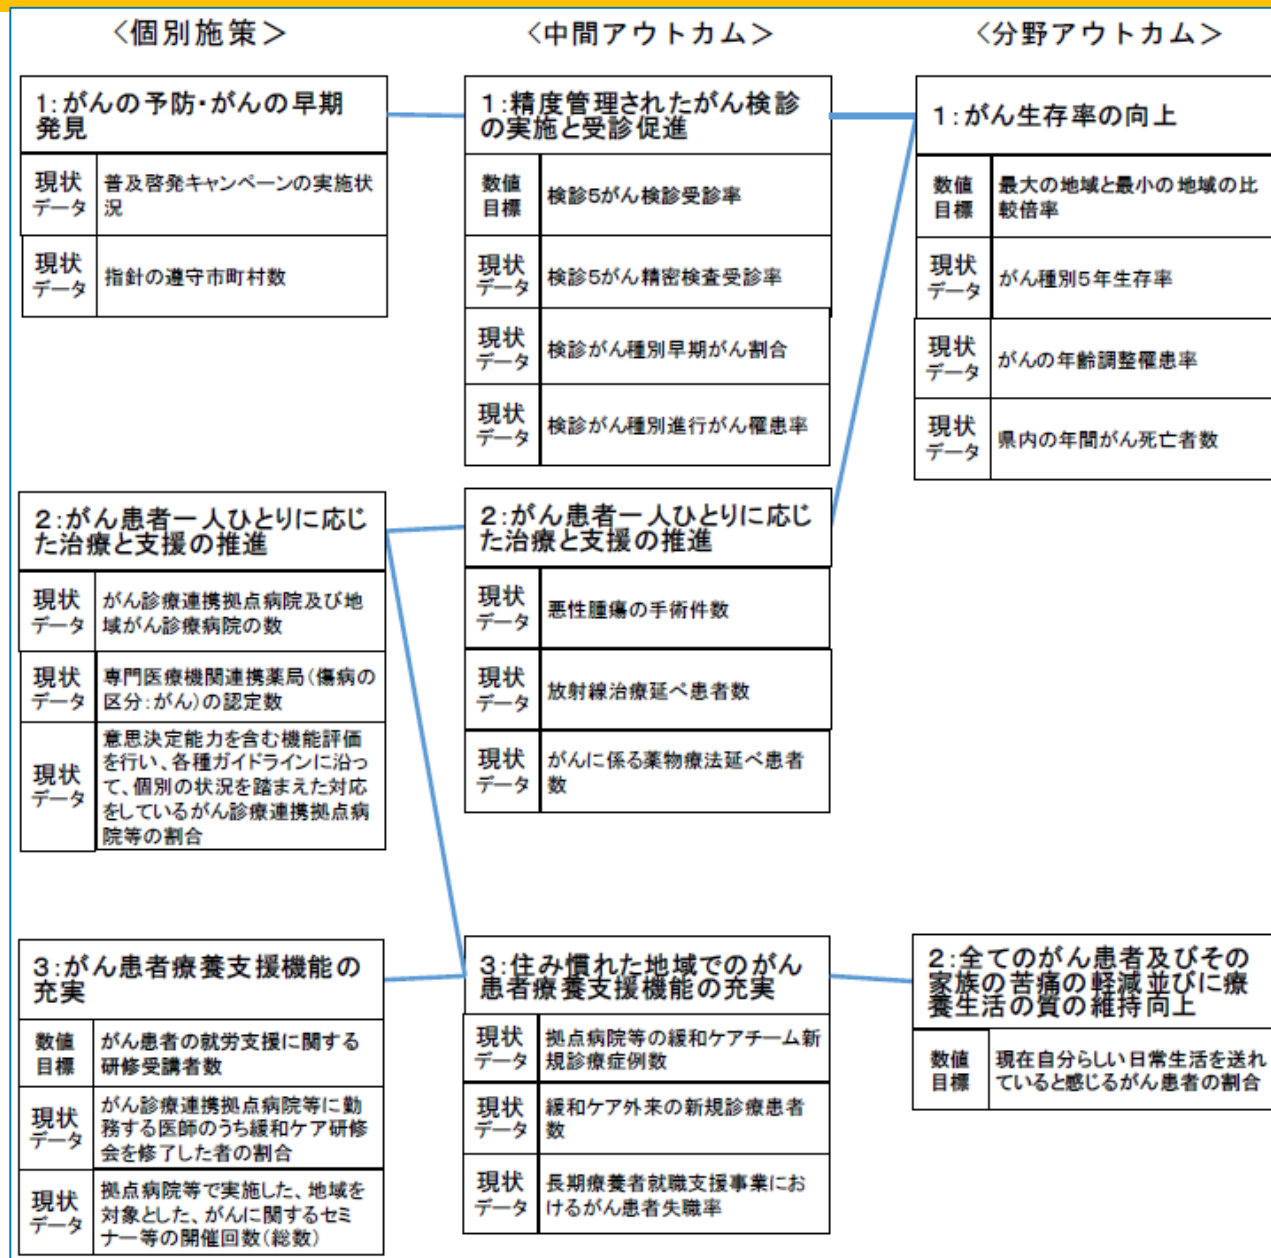 ＜個別施策＞
1：がんの予防・がんの早期
発見
現状
データ
普及啓発キャンペーンの実施状
況
現状
データ
指針の遵守市町村数
2：がん患者一人ひとりに応じ
た治療と支援の推進
現状
データ
がん診療連携拠点病院及び地
域がん診療病院の数
現状
データ
専門医療機関連携薬局（傷病の
区分：がん）の認定数
現状
データ
意思決定能力を含む機能評価
を行い、各種ガイドラインに沿っ
て、個別の状況を踏まえた対応
をしているがん診療連携拠点病
院等の割合
3：がん患者療養支援機能の
充実
数値
目標
がん患者の就労支援に関する
研修受講者数
現状
データ
がん診療連携拠点病院等に勤
務する医師のうち緩和ケア研修
会を修了した者の割合
現状
データ
拠点病院等で実施した、地域を
対象とした、がんに関するセミ
ナー等の開催回数（総数）
＜中間アウトカム＞
1：精度管理されたがん検診
の実施と受診促進
数値
目標
検診5がん検診受診率
現状
データ
検診5がん精密検査受診率
現状
データ
検診がん種別早期がん割合
現状
データ
検診がん種別進行がん罹患率
2：がん患者一人ひとりに応じ
た治療と支援の推進
現状
データ
悪性腫瘍の手術件数
現状
データ
放射線治療延べ患者数
現状
データ
がんに係る薬物療法延べ患者
数
3：住み慣れた地域でのがん
患者療養支援機能の充実
現状
データ
拠点病院等の緩和ケアチーム新
規診療症例数
現状
データ
緩和ケア外来の新規診療患者
数
現状
データ
長期療養者就職支援事業にお
けるがん患者失職率
＜分野アウトカム＞
1：がん生存率の向上
数値
目標
最大の地域と最小の地域の比
較倍率
現状
データ
がん種別5年生存率
現状
データ
がんの年齢調整罹患率
現状
データ
県内の年間がん死亡者数
2：全てのがん患者及びその
家族の苦痛の軽減並びに療
養生活の質の維持向上
数値
目標
現在自分らしい日常生活を送れ
ていると感じるがん患者の割合